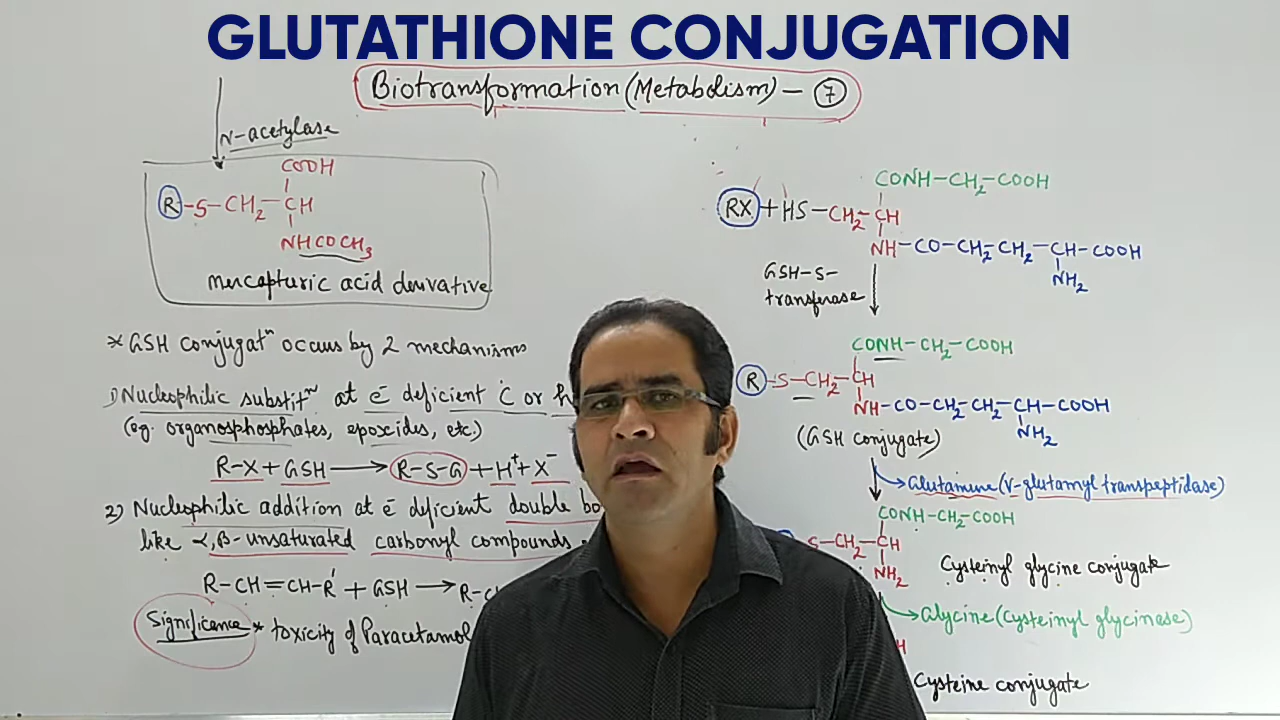 GLUTATHIONE CONJUGATION
Biotransformation (Metabolism) - 7
N-acetylase
COOH
R-S-CH2-CH
NHCOCH3
mercapturic acid derivative
* GSH conjugatn occurs by 2 mechanisms
1) Nucleophilic substitn at e- deficient C or
(eg. organosphosphates, epoxides, etc.)
R-X + GSH → R-S-G + H+ + X-
2) Nucleophilic addition at e- deficient double
like α,β-unsaturated carbonyl compounds
R-CH=CH-R' + GSH →
Significance * toxicity of Paracetamol
CONH-CH2-COOH
RX + HS-CH2-CH
NH-CO-CH2-CH2-CH-COOH
NH2
GSH-S-
transferase
CONH-CH2-COOH
R-S-CH2-CH
NH-CO-CH2-CH2-CH-COOH
NH2
(GSH conjugate)
Glutamine (γ-glutamyl transpeptidase)
CONH-CH2-COOH
S-CH2-CH
NH2
Cysteinyl glycine conjugate
Glycine (Cysteinyl glycinase)
Cysteine conjugate